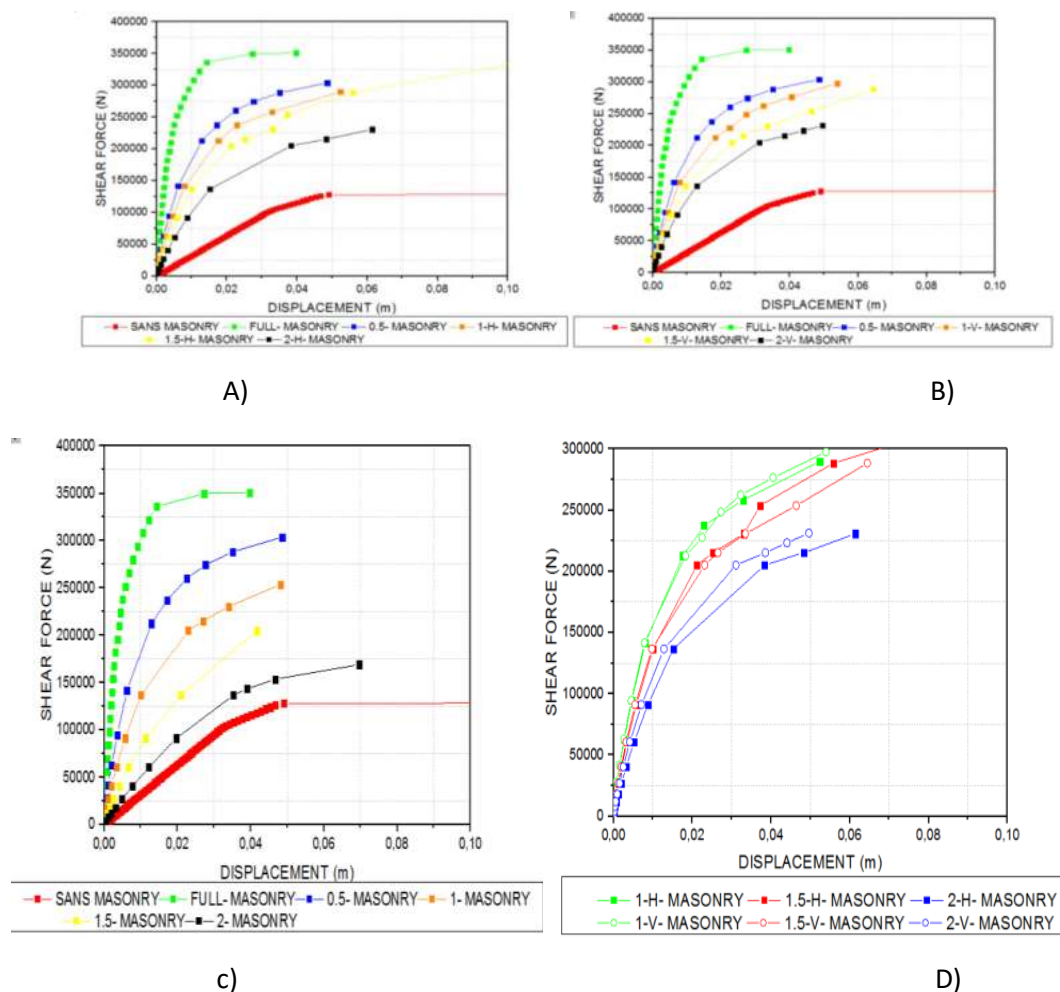 A)
SHEAR FORCE (N)
400000
350000
300000
250000
200000
150000
100000
50000
0
0,00 0,02 0,04 0,06 0,08 0,10
DISPLACEMENT (m)
SANS MASONRY FULL- MASONRY 0.5- MASONRY 1-H- MASONRY
1.5-H- MASONRY 2-H- MASONRY
B)
SHEAR FORCE (N)
400000
350000
300000
250000
200000
150000
100000
50000
0
0,00 0,02 0,04 0,06 0,08 0,10
DISPLACEMENT (m)
SANS MASONRY FULL- MASONRY 0.5- MASONRY 1-V- MASONRY
1.5-V- MASONRY 2-V- MASONRY
A)
B)
SHEAR FORCE (N)
400000
350000
300000
250000
200000
150000
100000
50000
0
0,00 0,02 0,04 0,06 0,08 0,10
DISPLACEMENT (m)
SANS MASONRY FULL- MASONRY 0.5- MASONRY 1- MASONRY
1.5- MASONRY 2- MASONRY
SHEAR FORCE (N)
300000
250000
200000
150000
100000
50000
0
0,00 0,02 0,04 0,06 0,08 0,10
DISPLACEMENT (m)
1-H- MASONRY 1.5-H- MASONRY 2-H- MASONRY
1-V- MASONRY 1.5-V- MASONRY 2-V- MASONRY
c)
D)